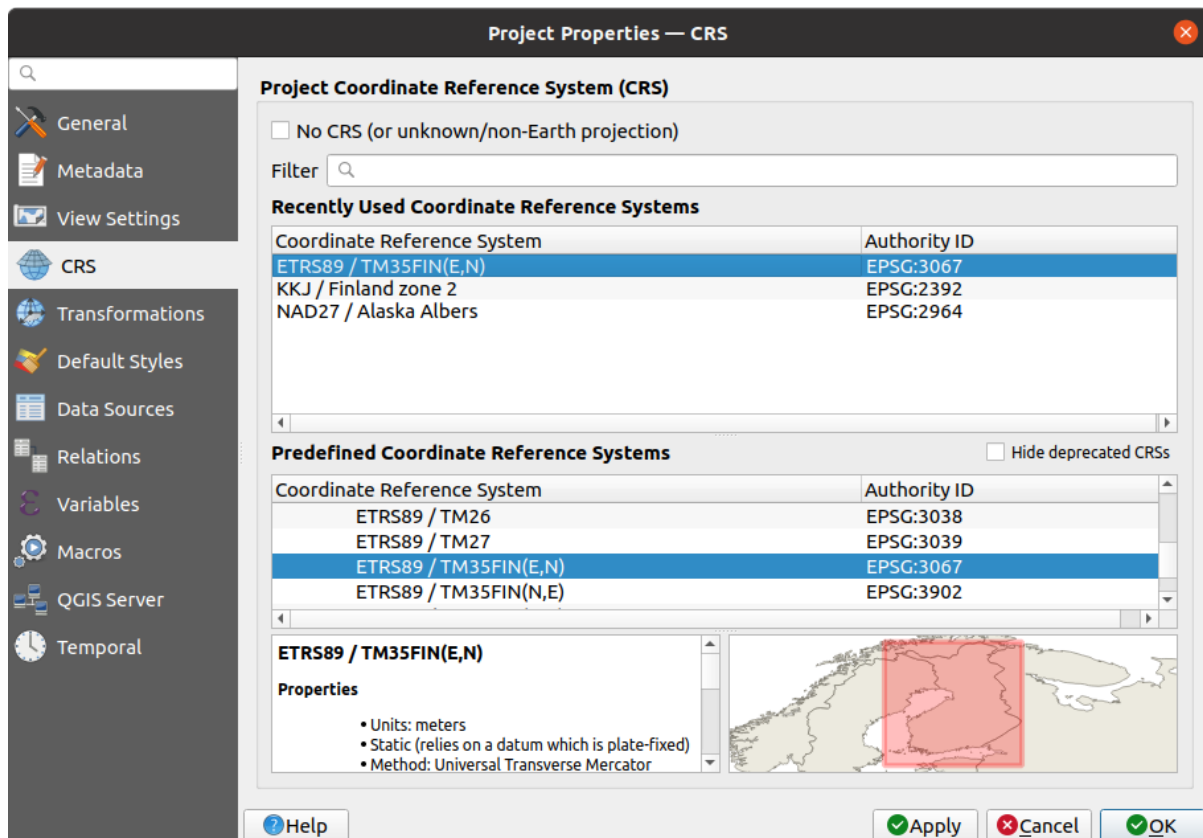 Project Properties — CRS
General
Metadata
View Settings
CRS
Transformations
Default Styles
Data Sources
Relations
Variables
Macros
QGIS Server
Temporal
Project Coordinate Reference System (CRS)
No CRS (or unknown/non-Earth projection)
Filter
Recently Used Coordinate Reference Systems
Coordinate Reference System Authority ID
ETRS89 / TM35FIN(E,N) EPSG:3067
KKJ / Finland zone 2 EPSG:2392
NAD27 / Alaska Albers EPSG:2964
Predefined Coordinate Reference Systems Hide deprecated CRSs
Coordinate Reference System Authority ID
ETRS89 / TM26 EPSG:3038
ETRS89 / TM27 EPSG:3039
ETRS89 / TM35FIN(E,N) EPSG:3067
ETRS89 / TM35FIN(N,E) EPSG:3902
ETRS89 / TM35FIN(E,N)
Properties
• Units: meters
• Static (relies on a datum which is plate-fixed)
• Method: Universal Transverse Mercator
Help Apply Cancel OK